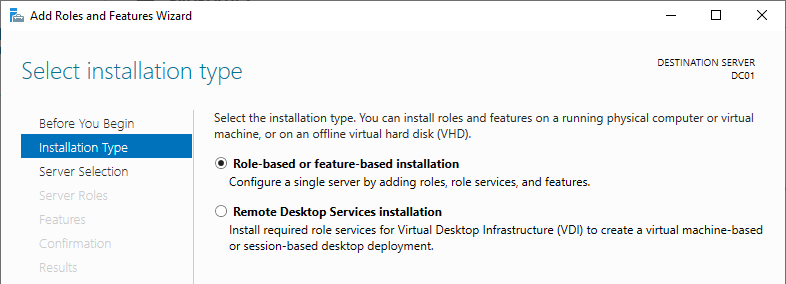 Add Roles and Features Wizard
Select installation type
DESTINATION SERVER
DC01
Before You Begin
Installation Type
Server Selection
Server Roles
Features
Confirmation
Results
Select the installation type. You can install roles and features on a running physical computer or virtual
machine, or on an offline virtual hard disk (VHD).
Role-based or feature-based installation
Configure a single server by adding roles, role services, and features.
Remote Desktop Services installation
Install required role services for Virtual Desktop Infrastructure (VDI) to create a virtual machine-based
or session-based desktop deployment.